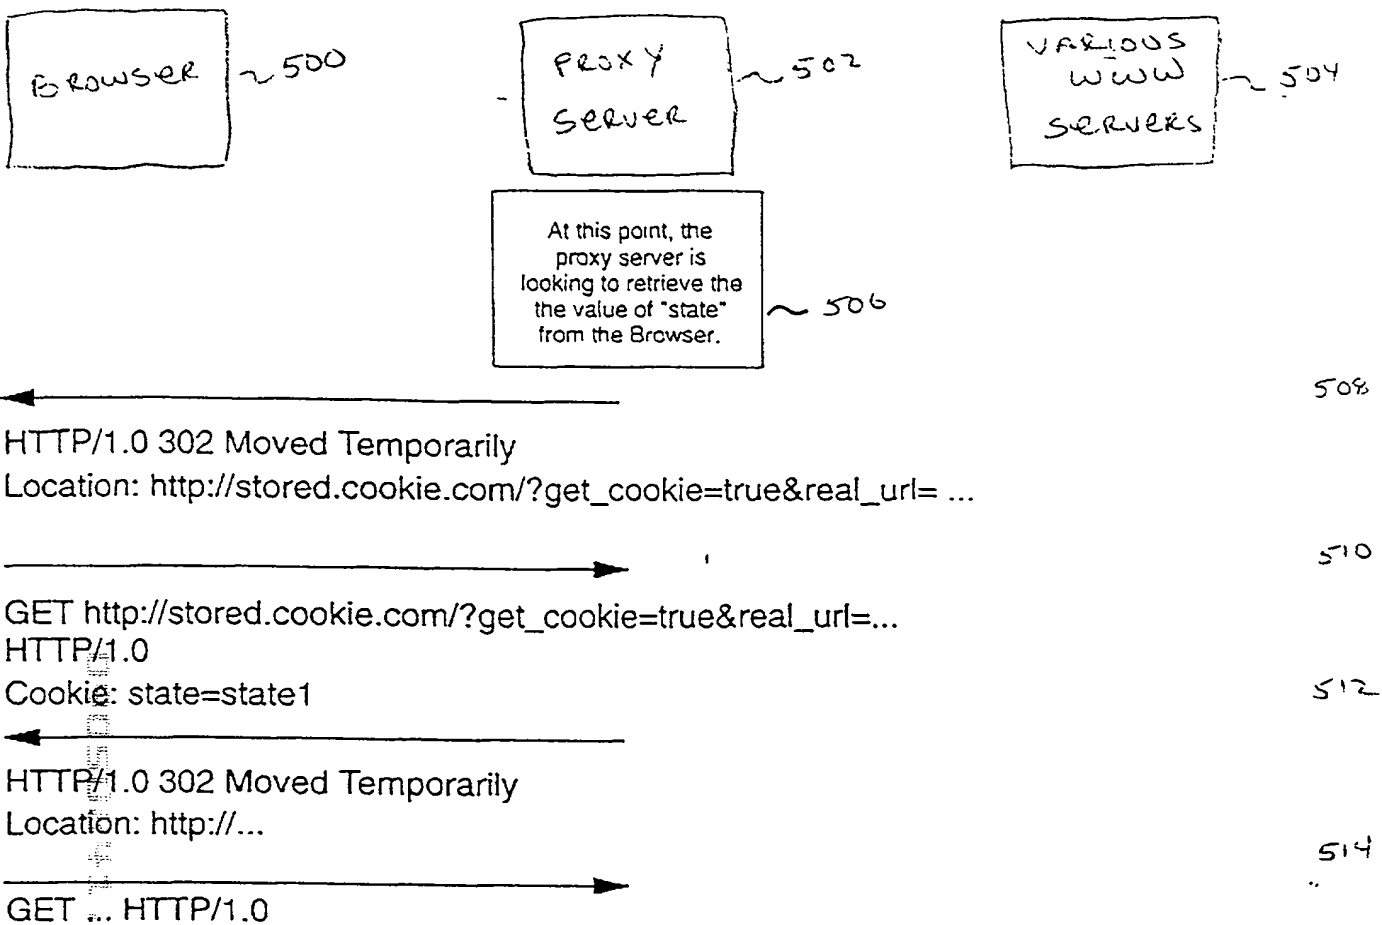 BROWSER
500
PROXY
SERVER
502
VARIOUS
WWW
SERVERS
504
At this point, the
proxy server is
looking to retrieve the
the value of "state"
from the Browser.
506
508
HTTP/1.0 302 Moved Temporarily
Location: http://stored.cookie.com/?get_cookie=true&real_url= ...
510
GET http://stored.cookie.com/?get_cookie=true&real_url=...
HTTP/1.0
Cookie: state=state1
512
HTTP/1.0 302 Moved Temporarily
Location: http://...
514
GET ... HTTP/1.0